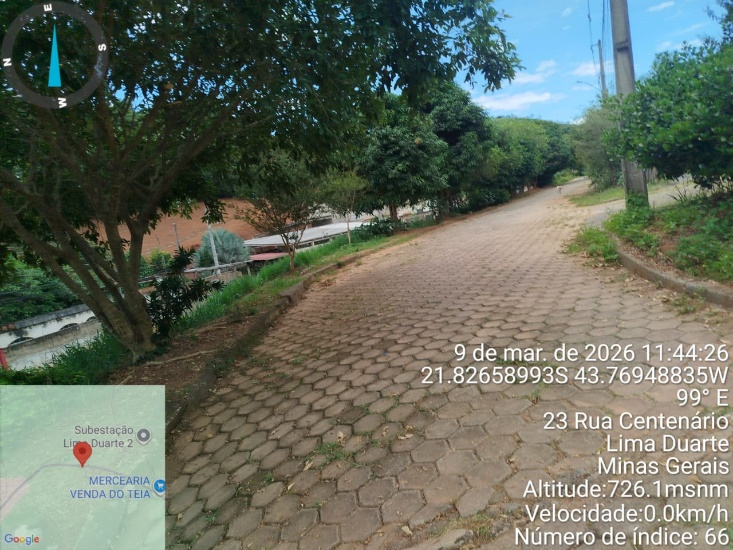 N E S W
9 de mar. de 2026 11:44:26
21.82658993S 43.76948835W
99° E
23 Rua Centenário
Lima Duarte
Minas Gerais
Altitude:726.1msnm
Velocidade:0.0km/h
Número de índice: 66
Subestação
Lima Duarte 2
MERCEARIA
VENDA DO TEIA
Google